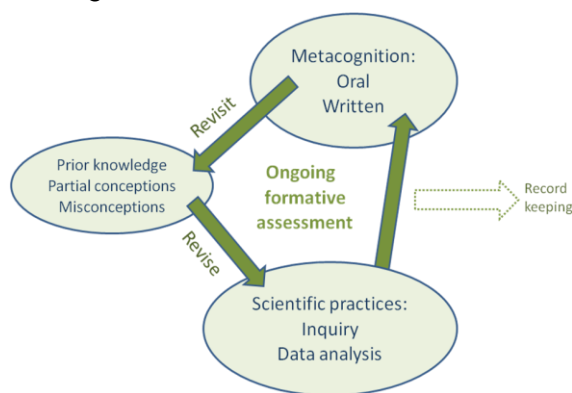 Metacognition:
Oral
Written
Revisit
Prior knowledge
Partial conceptions
Misconceptions
Ongoing
formative
assessment
Record
keeping
Revise
Scientific practices:
Inquiry
Data analysis